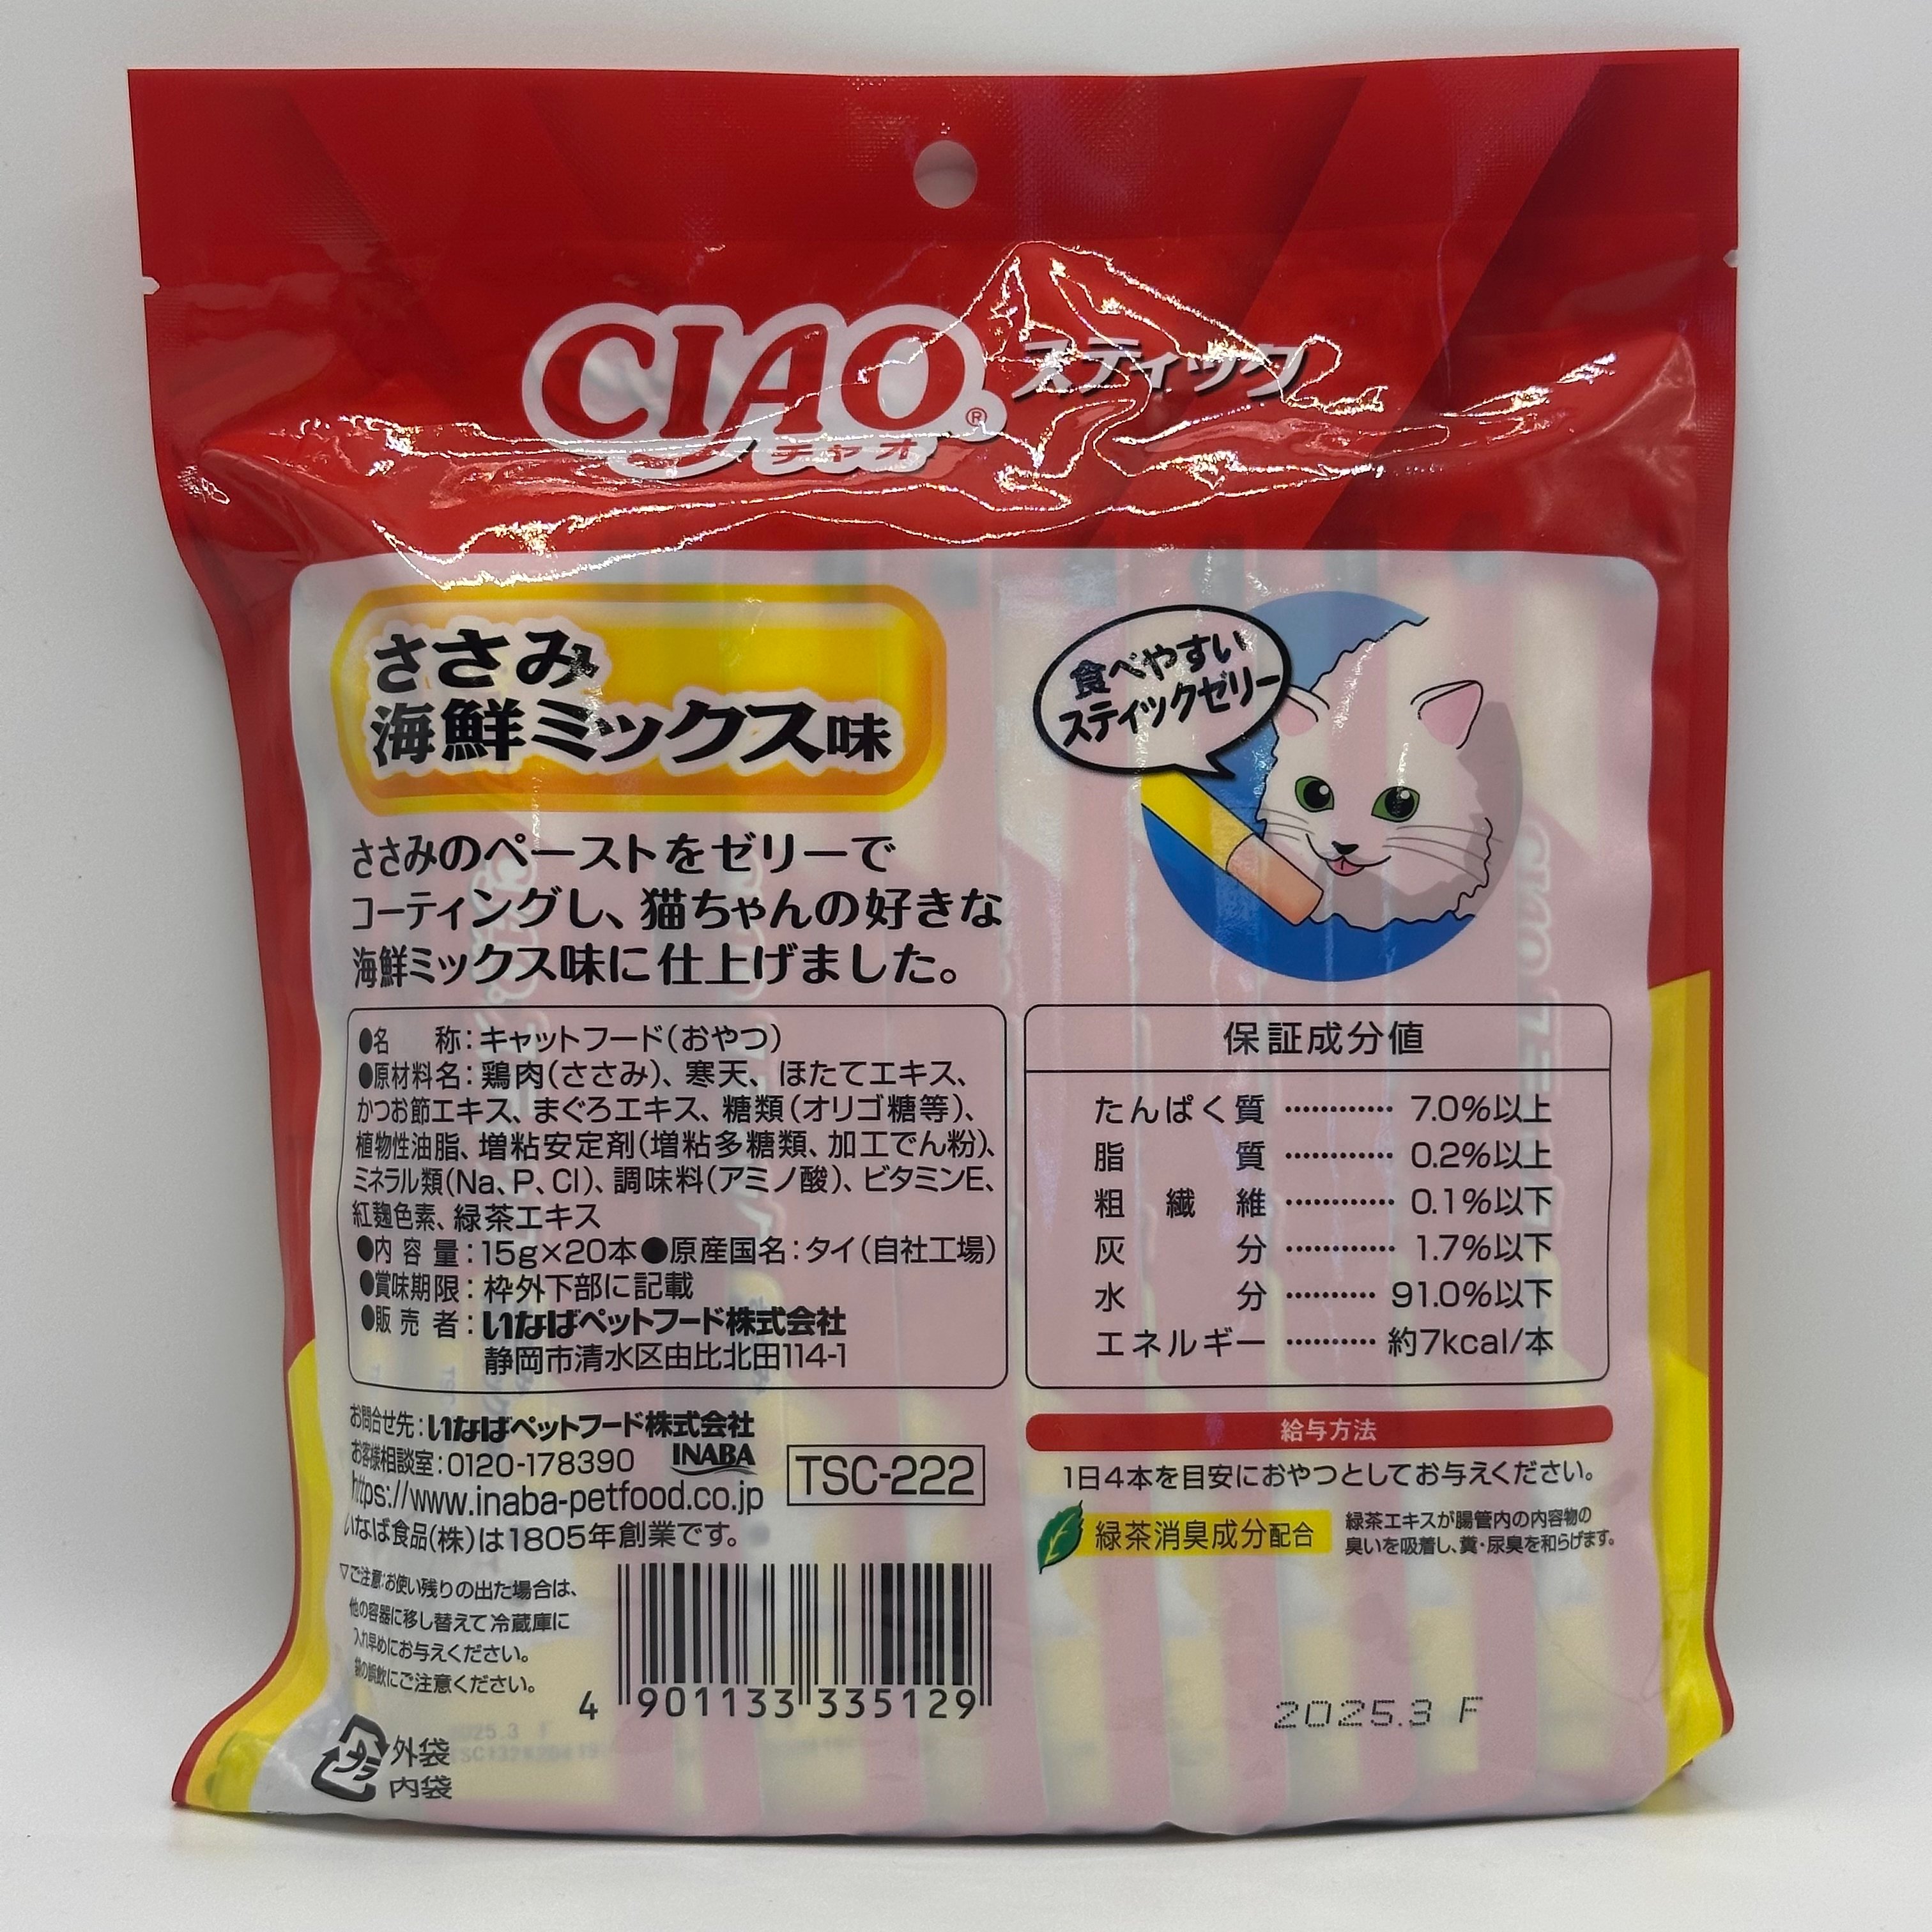 CIAO® スティック
チャオ
ささみ
海鮮ミックス味
食べやすい
スティックゼリー
ささみのペーストをゼリーで
コーティングし、猫ちゃんの好きな
海鮮ミックス味に仕上げました。
●名 称：キャットフード（おやつ）
●原材料名：鶏肉（ささみ）、寒天、ほたてエキス、
かつお節エキス、まぐろエキス、糖類（オリゴ糖等）、
植物性油脂、増粘安定剤（増粘多糖類、加工でん粉）、
ミネラル類（Na、P、Cl）、調味料（アミノ酸）、ビタミンE、
紅麹色素、緑茶エキス
●内容量：15g×20本●原産国名：タイ（自社工場）
●賞味期限：枠外下部に記載
●販売者：いなばペットフード株式会社
静岡市清水区由比北田114-1
保証成分値
たんぱく質 ………… 7.0%以上
脂質 ………… 0.2%以上
粗繊維 ………… 0.1%以下
灰分 ………… 1.7%以下
水分 ………… 91.0%以下
エネルギー ………… 約7kcal/本
お問合せ先：いなばペットフード株式会社
お客様相談室：0120-178390 INABA
https://www.inaba-petfood.co.jp
TSC-222
いなば食品（株）は1805年創業です。
給与方法
1日4本を目安におやつとしてお与えください。
緑茶消臭成分配合
緑茶エキスが腸管内の内容物の
臭いを吸着し、糞・尿臭を和らげます。
▽ご注意：お使い残りの出た場合は、
他の容器に移し替えて冷蔵庫に
入れ早めにお与えください。
袋の誤飲にご注意ください。
4 901133 335129
2025.3 F
プラ
外袋
内袋
2025.3 F